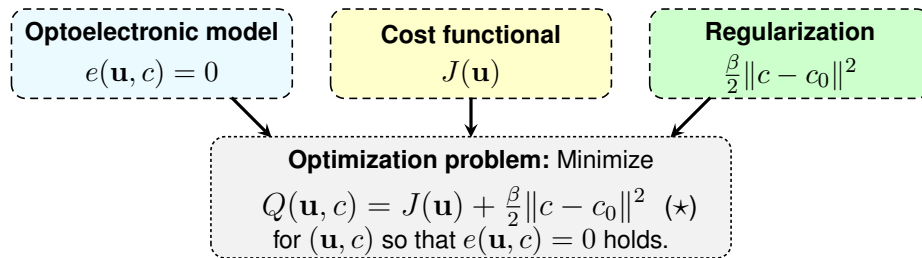 Optoelectronic model
e(u, c) = 0
Cost functional
J(u)
Regularization
β/2‖c − c₀‖²
Optimization problem: Minimize
Q(u, c) = J(u) + β/2‖c − c₀‖² (⋆)
for (u, c) so that e(u, c) = 0 holds.